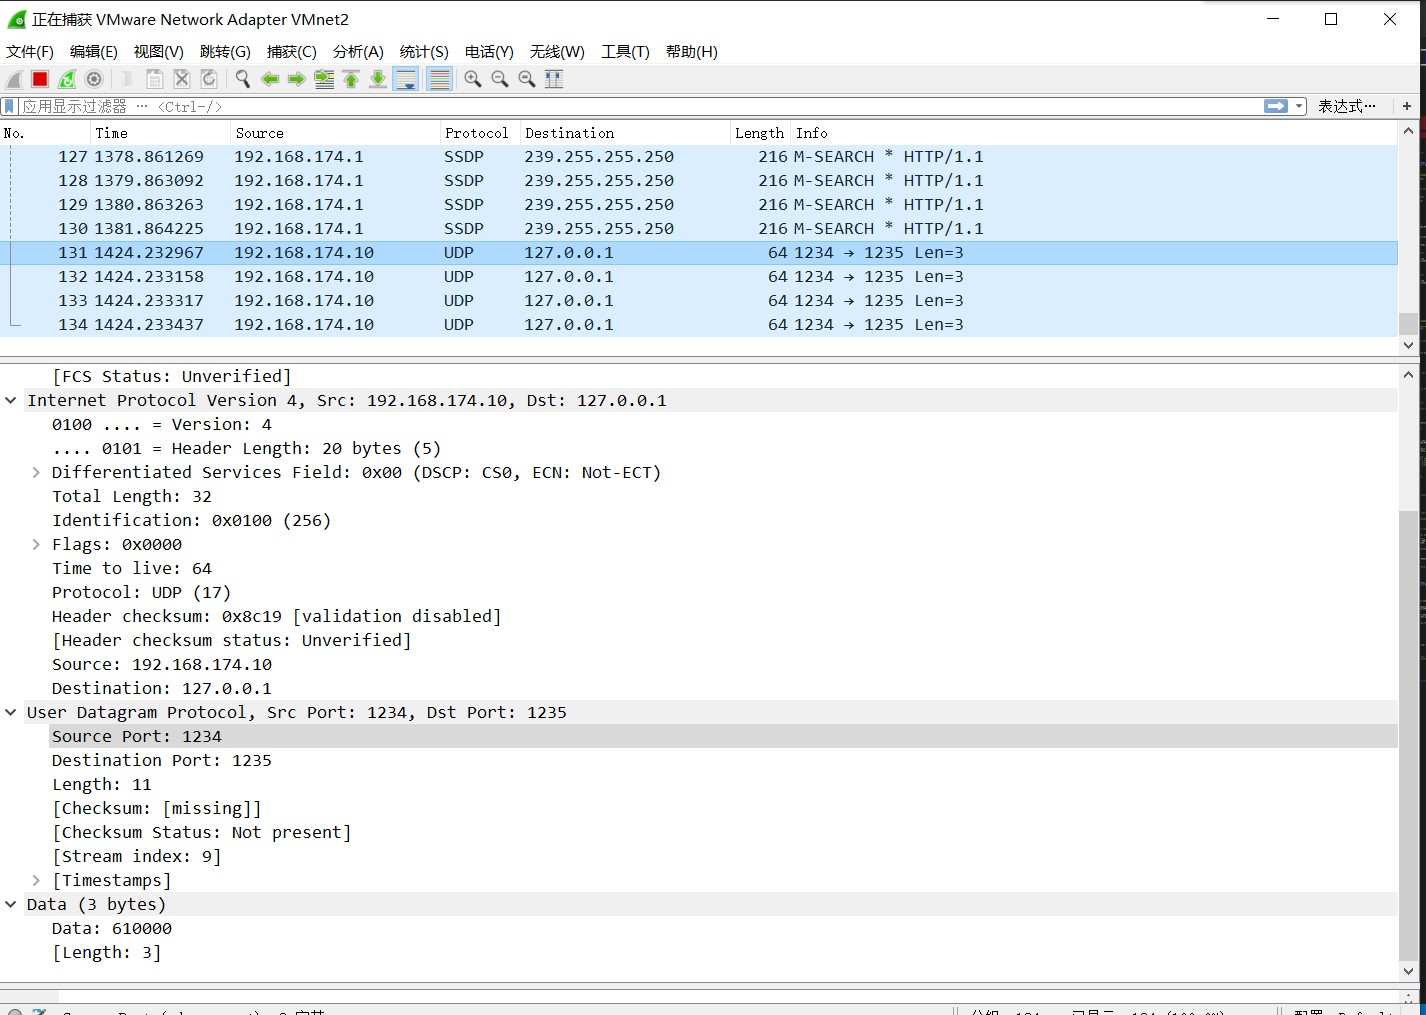 正在捕获 VMware Network Adapter VMnet2
文件(F) 编辑(E) 视图(V) 跳转(G) 捕获(C) 分析(A) 统计(S) 电话(Y) 无线(W) 工具(T) 帮助(H)
应用显示过滤器 … <Ctrl-/> 表达式… +
No. Time Source Protocol Destination Length Info
127 1378.861269 192.168.174.1 SSDP 239.255.255.250 216 M-SEARCH * HTTP/1.1
128 1379.863092 192.168.174.1 SSDP 239.255.255.250 216 M-SEARCH * HTTP/1.1
129 1380.863263 192.168.174.1 SSDP 239.255.255.250 216 M-SEARCH * HTTP/1.1
130 1381.864225 192.168.174.1 SSDP 239.255.255.250 216 M-SEARCH * HTTP/1.1
131 1424.232967 192.168.174.10 UDP 127.0.0.1 64 1234 → 1235 Len=3
132 1424.233158 192.168.174.10 UDP 127.0.0.1 64 1234 → 1235 Len=3
133 1424.233317 192.168.174.10 UDP 127.0.0.1 64 1234 → 1235 Len=3
134 1424.233437 192.168.174.10 UDP 127.0.0.1 64 1234 → 1235 Len=3
[FCS Status: Unverified]
Internet Protocol Version 4, Src: 192.168.174.10, Dst: 127.0.0.1
0100 .... = Version: 4
.... 0101 = Header Length: 20 bytes (5)
Differentiated Services Field: 0x00 (DSCP: CS0, ECN: Not-ECT)
Total Length: 32
Identification: 0x0100 (256)
Flags: 0x0000
Time to live: 64
Protocol: UDP (17)
Header checksum: 0x8c19 [validation disabled]
[Header checksum status: Unverified]
Source: 192.168.174.10
Destination: 127.0.0.1
User Datagram Protocol, Src Port: 1234, Dst Port: 1235
Source Port: 1234
Destination Port: 1235
Length: 11
[Checksum: [missing]]
[Checksum Status: Not present]
[Stream index: 9]
[Timestamps]
Data (3 bytes)
Data: 610000
[Length: 3]